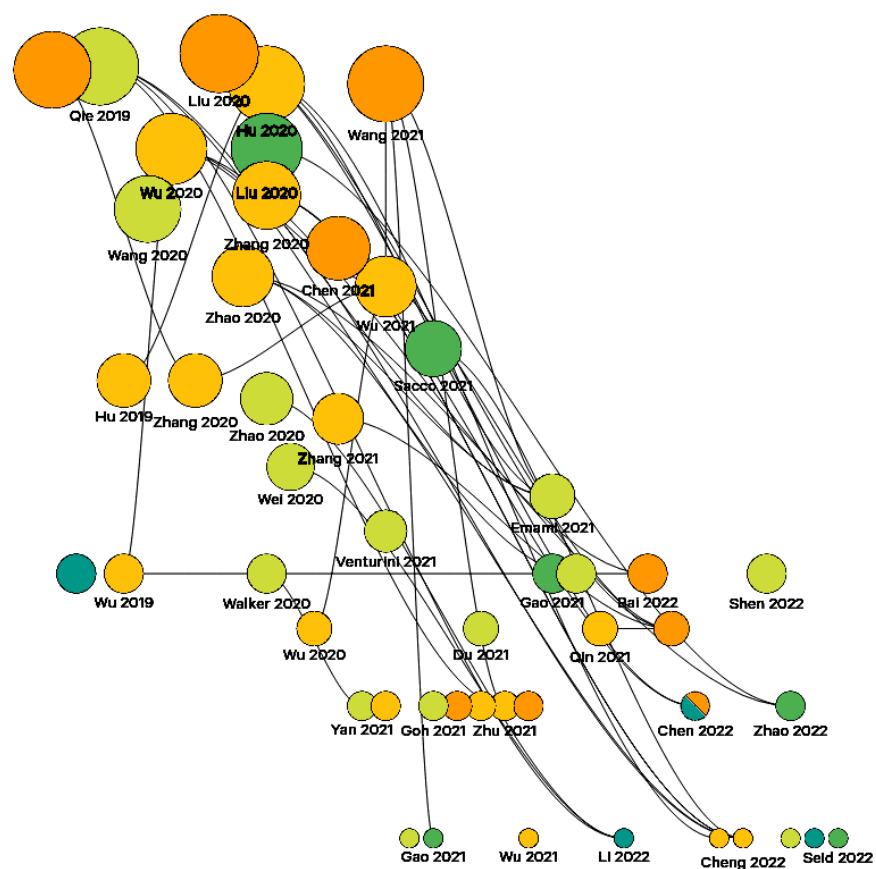 Liu 2020
Qie 2019
Hu 2020
Wang 2021
Wu 2020
Liu 2020
Wang 2020
Zhang 2020
Chen 2021
Zhao 2020
Wu 2021
Sacco 2021
Hu 2019
Zhang 2020
Zhao 2020
Zhang 2021
Wei 2020
Emami 2021
Venturini 2021
Wu 2019
Walker 2020
Gao 2021
Bai 2022
Shen 2022
Wu 2020
Du 2021
Qin 2021
Yan 2021
Goh 2021
Zhu 2021
Chen 2022
Zhao 2022
Gao 2021
Wu 2021
Li 2022
Cheng 2022
Seid 2022